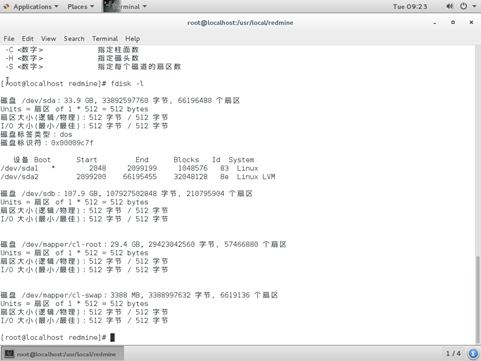 Applications Places Terminal Tue 09:23
root@localhost:/usr/local/redmine
File Edit View Search Terminal Help
-C <数字> 指定柱面数
-H <数字> 指定磁头数
-S <数字> 指定每个磁道的扇区数
[root@localhost redmine]# fdisk -l
磁盘 /dev/sda：33.9 GB, 33892597760 字节，66196480 个扇区
Units = 扇区 of 1 * 512 = 512 bytes
扇区大小(逻辑/物理)：512 字节 / 512 字节
I/O 大小(最小/最佳)：512 字节 / 512 字节
磁盘标签类型：dos
磁盘标识符：0x00009c7f
设备 Boot Start End Blocks Id System
/dev/sda1 * 2048 2099199 1048576 83 Linux
/dev/sda2 2099200 66195455 32048128 8e Linux LVM
磁盘 /dev/sdb：107.9 GB, 107927502848 字节，210795904 个扇区
Units = 扇区 of 1 * 512 = 512 bytes
扇区大小(逻辑/物理)：512 字节 / 512 字节
I/O 大小(最小/最佳)：512 字节 / 512 字节
磁盘 /dev/mapper/cl-root：29.4 GB, 29423042560 字节，57466880 个扇区
Units = 扇区 of 1 * 512 = 512 bytes
扇区大小(逻辑/物理)：512 字节 / 512 字节
I/O 大小(最小/最佳)：512 字节 / 512 字节
磁盘 /dev/mapper/cl-swap：3388 MB, 3388997632 字节，6619136 个扇区
Units = 扇区 of 1 * 512 = 512 bytes
扇区大小(逻辑/物理)：512 字节 / 512 字节
I/O 大小(最小/最佳)：512 字节 / 512 字节
[root@localhost redmine]#
root@localhost:/usr/local/redmine 1 / 4